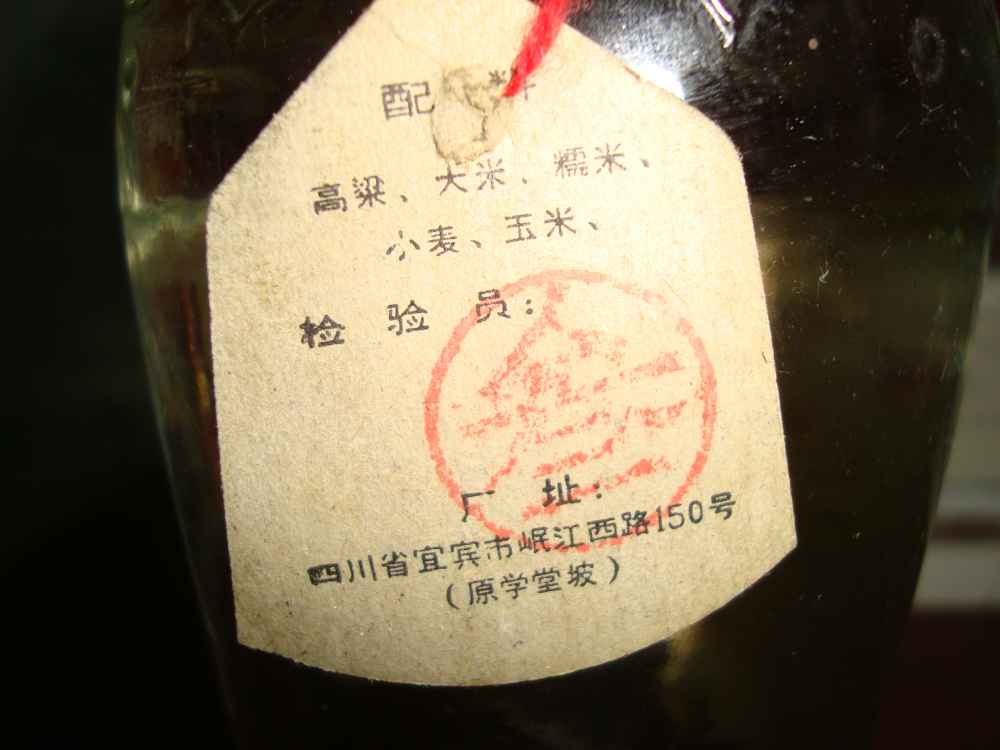 配 料
高粱、大米、糯米、
小麦、玉米、
检 验 员：
厂 址：
四川省宜宾市岷江西路150号
(原学堂坡)